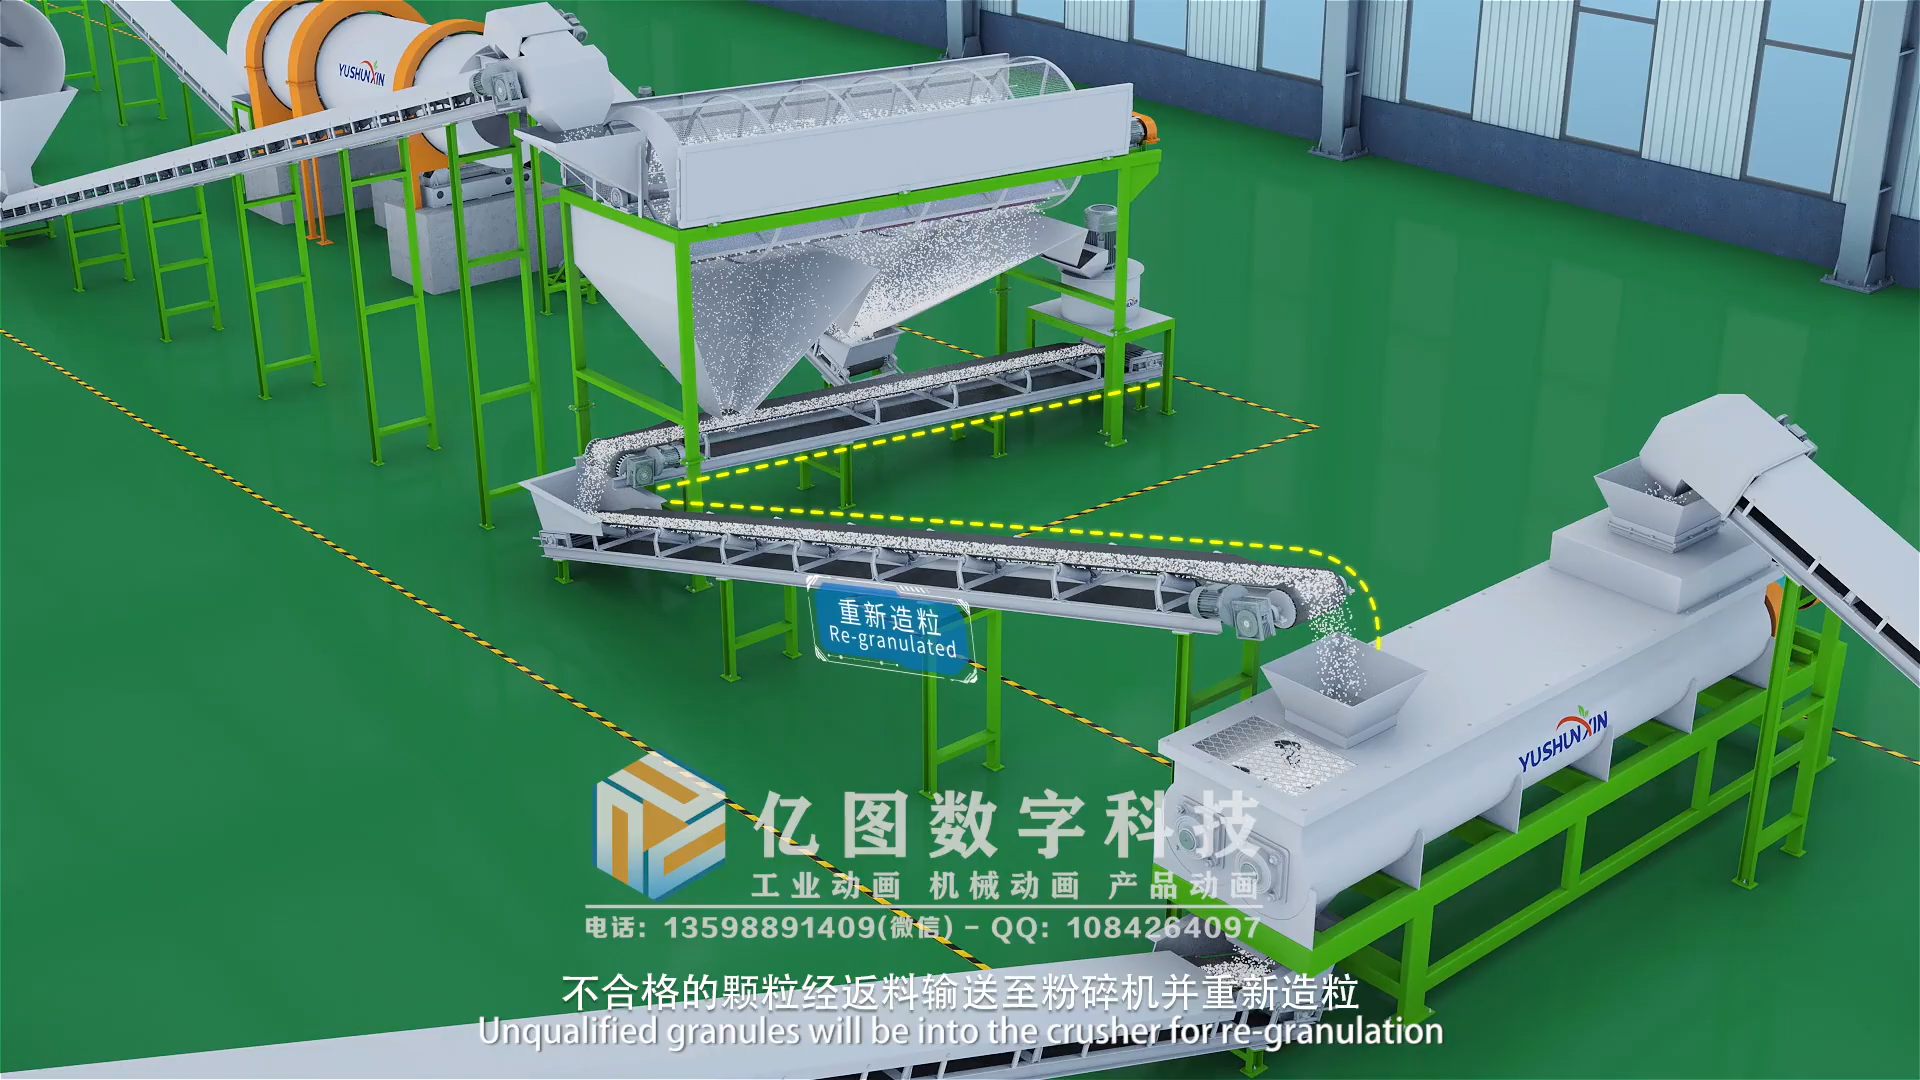 YUSHUNXIN
重新造粒
Re-granulated
YUSHUNXIN
亿图数字科技
工业动画 机械动画 产品动画
电话：13598891409(微信)－QQ：1084264097
不合格的颗粒经返料输送至粉碎机并重新造粒
Unqualified granules will be into the crusher for re-granulation